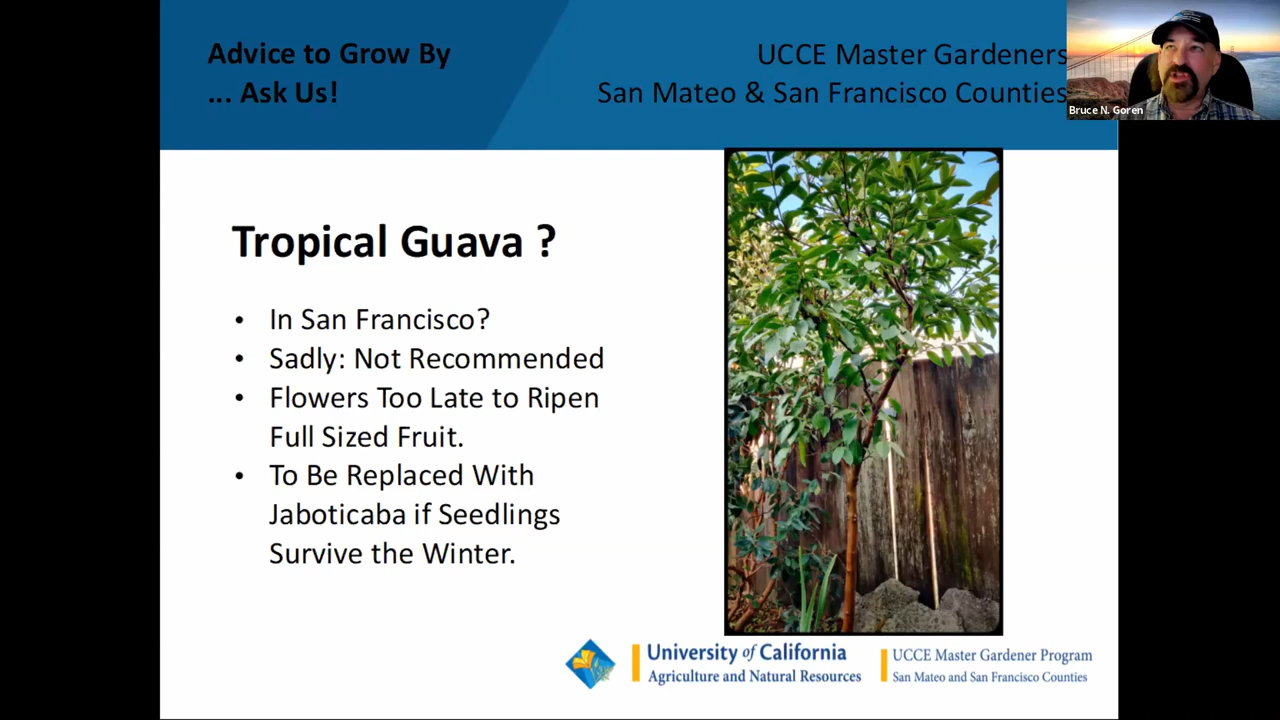 Advice to Grow By
... Ask Us!
UCCE Master Gardeners
San Mateo & San Francisco Counties
Bruce N. Goren
Tropical Guava ?
• In San Francisco?
• Sadly: Not Recommended
• Flowers Too Late to Ripen
Full Sized Fruit.
• To Be Replaced With
Jaboticaba if Seedlings
Survive the Winter.
University of California
Agriculture and Natural Resources
UCCE Master Gardener Program
San Mateo and San Francisco Counties